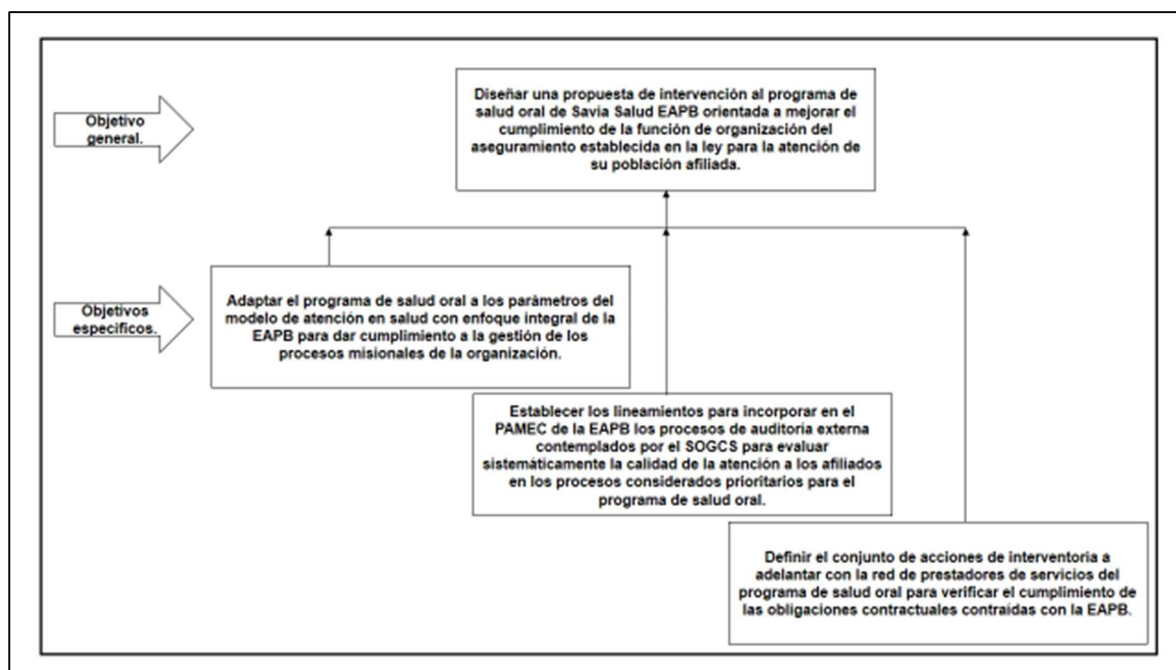 Objetivo
general.
Diseñar una propuesta de intervención al programa de
salud oral de Savia Salud EAPB orientada a mejorar el
cumplimiento de la función de organización del
aseguramiento establecida en la ley para la atención de
su población afiliada.
Objetivos
especificos.
Adaptar el programa de salud oral a los parámetros del
modelo de atención en salud con enfoque integral de la
EAPB para dar cumplimiento a la gestión de los
procesos misionales de la organización.
Establecer los lineamientos para incorporar en el
PAMEC de la EAPB los procesos de auditoría externa
contemplados por el SOGCS para evaluar
sistemáticamente la calidad de la atención a los afiliados
en los procesos considerados prioritarios para el
programa de salud oral.
Definir el conjunto de acciones de interventoría a
adelantar con la red de prestadores de servicios del
programa de salud oral para verificar el cumplimiento de
las obligaciones contractuales contraídas con la EAPB.